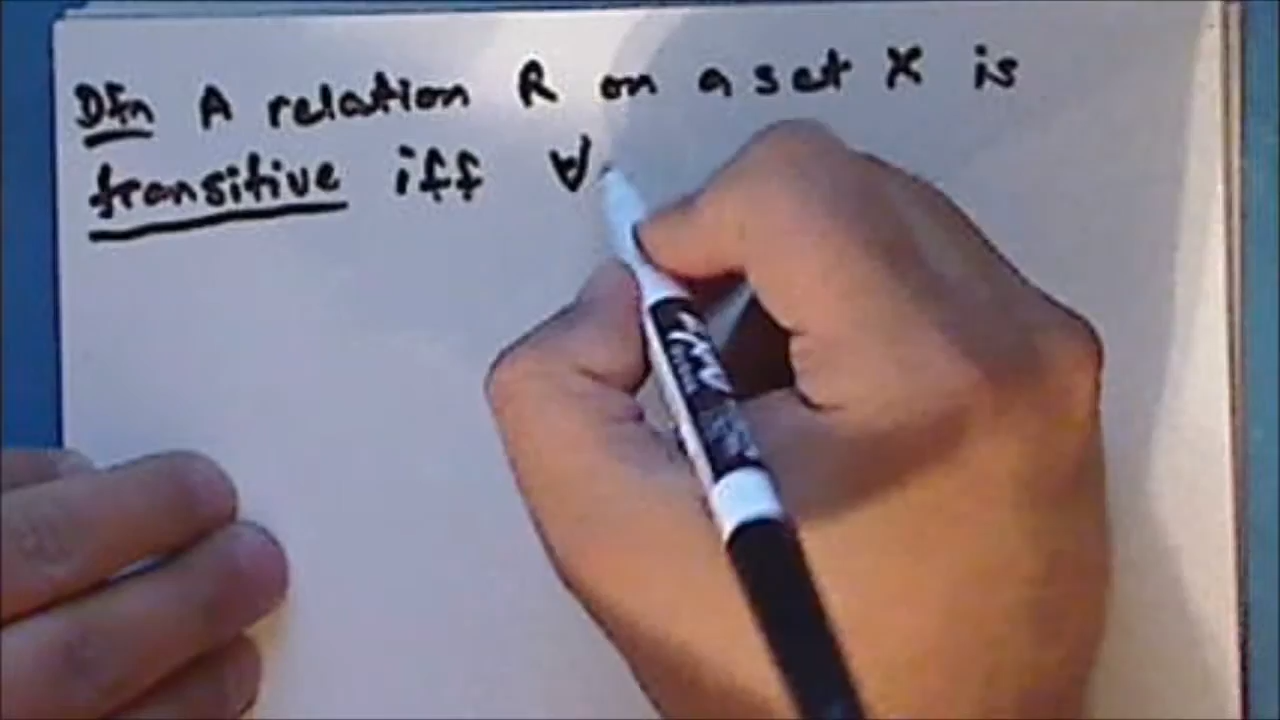 Dfn A relation R on a set X is
transitive iff ∀